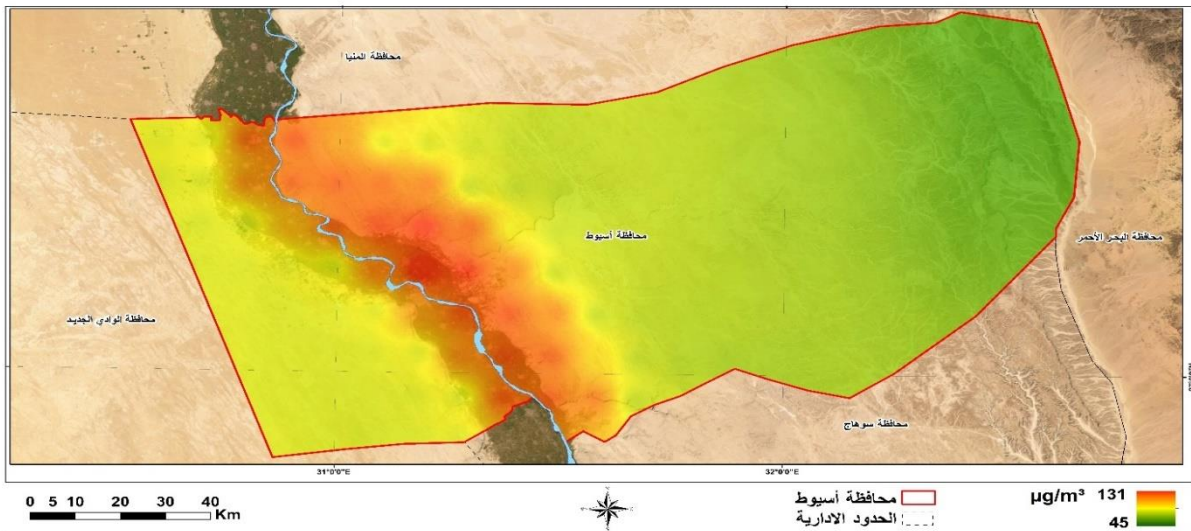 محافظة المنيا
محافظة أسيوط
محافظة البحر الأحمر
محافظة الوادي الجديد
محافظة سوهاج
31°0'0"E
32°0'0"E
0 5 10 20 30 40
Km
محافظة أسيوط
الحدود الادارية
µg/m³ 131
45